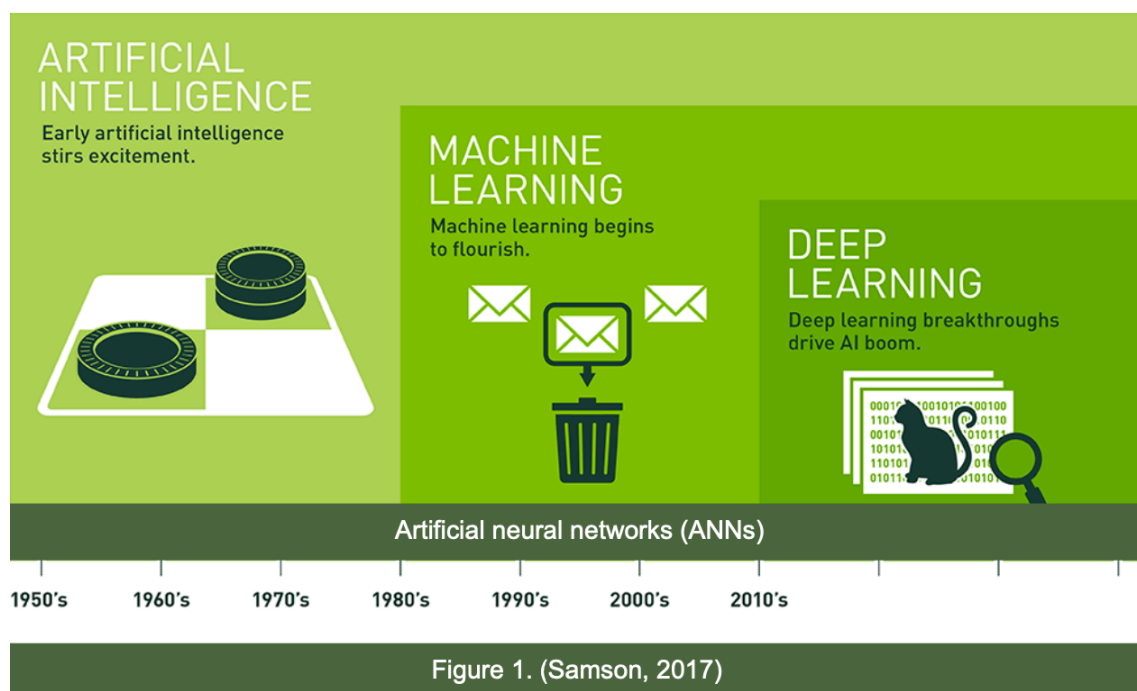 ARTIFICIAL
INTELLIGENCE
Early artificial intelligence
stirs excitement.
MACHINE
LEARNING
Machine learning begins
to flourish.
DEEP
LEARNING
Deep learning breakthroughs
drive AI boom.
Artificial neural networks (ANNs)
1950's 1960's 1970's 1980's 1990's 2000's 2010's
Figure 1. (Samson, 2017)